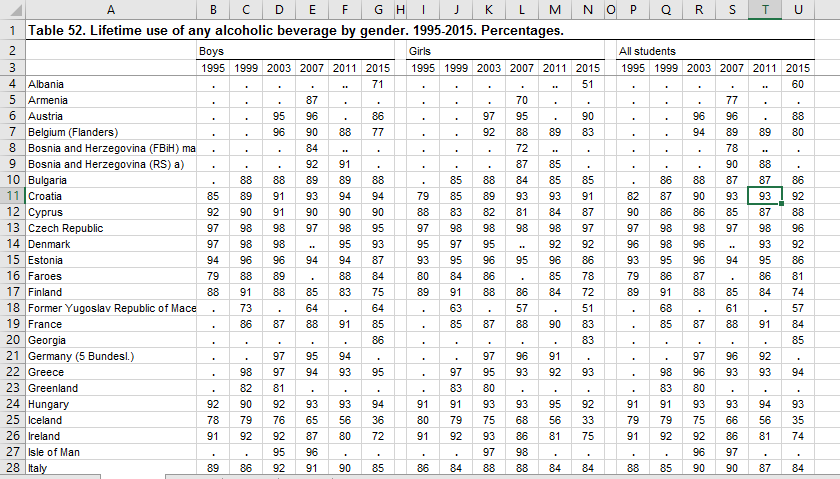 A B C D E F G H I J K L M N O P Q R S T U
1 Table 52. Lifetime use of any alcoholic beverage by gender. 1995-2015. Percentages.
2 Boys Girls All students
3 1995 1999 2003 2007 2011 2015 1995 1999 2003 2007 2011 2015 1995 1999 2003 2007 2011 2015
4 Albania . . . . .. 71 . . . . .. 51 . . . . .. 60
5 Armenia . . . 87 . . . . . 70 . . . . . 77 . .
6 Austria . . 95 96 . 86 . . 97 95 . 90 . . 96 96 . 88
7 Belgium (Flanders) . . 96 90 88 77 . . 92 88 89 83 . . 94 89 89 80
8 Bosnia and Herzegovina (FBiH) ma . . . 84 .. . . . . 72 .. . . . . 78 .. .
9 Bosnia and Herzegovina (RS) a) . . . 92 91 . . . . 87 85 . . . . 90 88 .
10 Bulgaria . 88 88 89 89 88 . 85 88 84 85 85 . 86 88 87 87 86
11 Croatia 85 89 91 93 94 94 79 85 89 93 93 91 82 87 90 93 93 92
12 Cyprus 92 90 91 90 90 90 88 83 82 81 84 87 90 86 86 85 87 88
13 Czech Republic 97 98 98 97 98 95 97 98 98 98 98 97 97 98 98 97 98 96
14 Denmark 97 98 98 .. 95 93 95 97 95 .. 92 92 96 98 96 .. 93 92
15 Estonia 94 96 96 94 94 87 93 95 96 95 96 86 93 95 96 94 95 86
16 Faroes 79 88 89 . 88 84 80 84 86 . 85 78 79 86 87 . 86 81
17 Finland 88 91 88 85 83 75 89 91 88 86 84 72 89 91 88 85 84 74
18 Former Yugoslav Republic of Mace . 73 . 64 . 64 . 63 . 57 . 51 . 68 . 61 . 57
19 France . 86 87 88 91 85 . 85 87 88 90 83 . 85 87 88 91 84
20 Georgia . . . . . 86 . . . . . 83 . . . . . 85
21 Germany (5 Bundesl.) . . 97 95 94 . . . 97 96 91 . . . 97 96 92 .
22 Greece . 98 97 94 93 95 . 97 95 93 92 93 . 98 96 93 93 94
23 Greenland . 82 81 . . . . 83 80 . . . . 83 80 . . .
24 Hungary 92 90 92 93 93 94 91 91 93 93 95 92 91 91 93 93 94 93
25 Iceland 78 79 76 65 56 36 80 79 75 68 56 33 79 79 75 66 56 35
26 Ireland 91 92 92 87 80 72 91 92 93 86 81 75 91 92 92 86 81 74
27 Isle of Man . . 95 96 . . . . 97 98 . . . . 96 97 . .
28 Italy 89 86 92 91 90 85 86 84 88 88 84 84 88 85 90 90 87 84